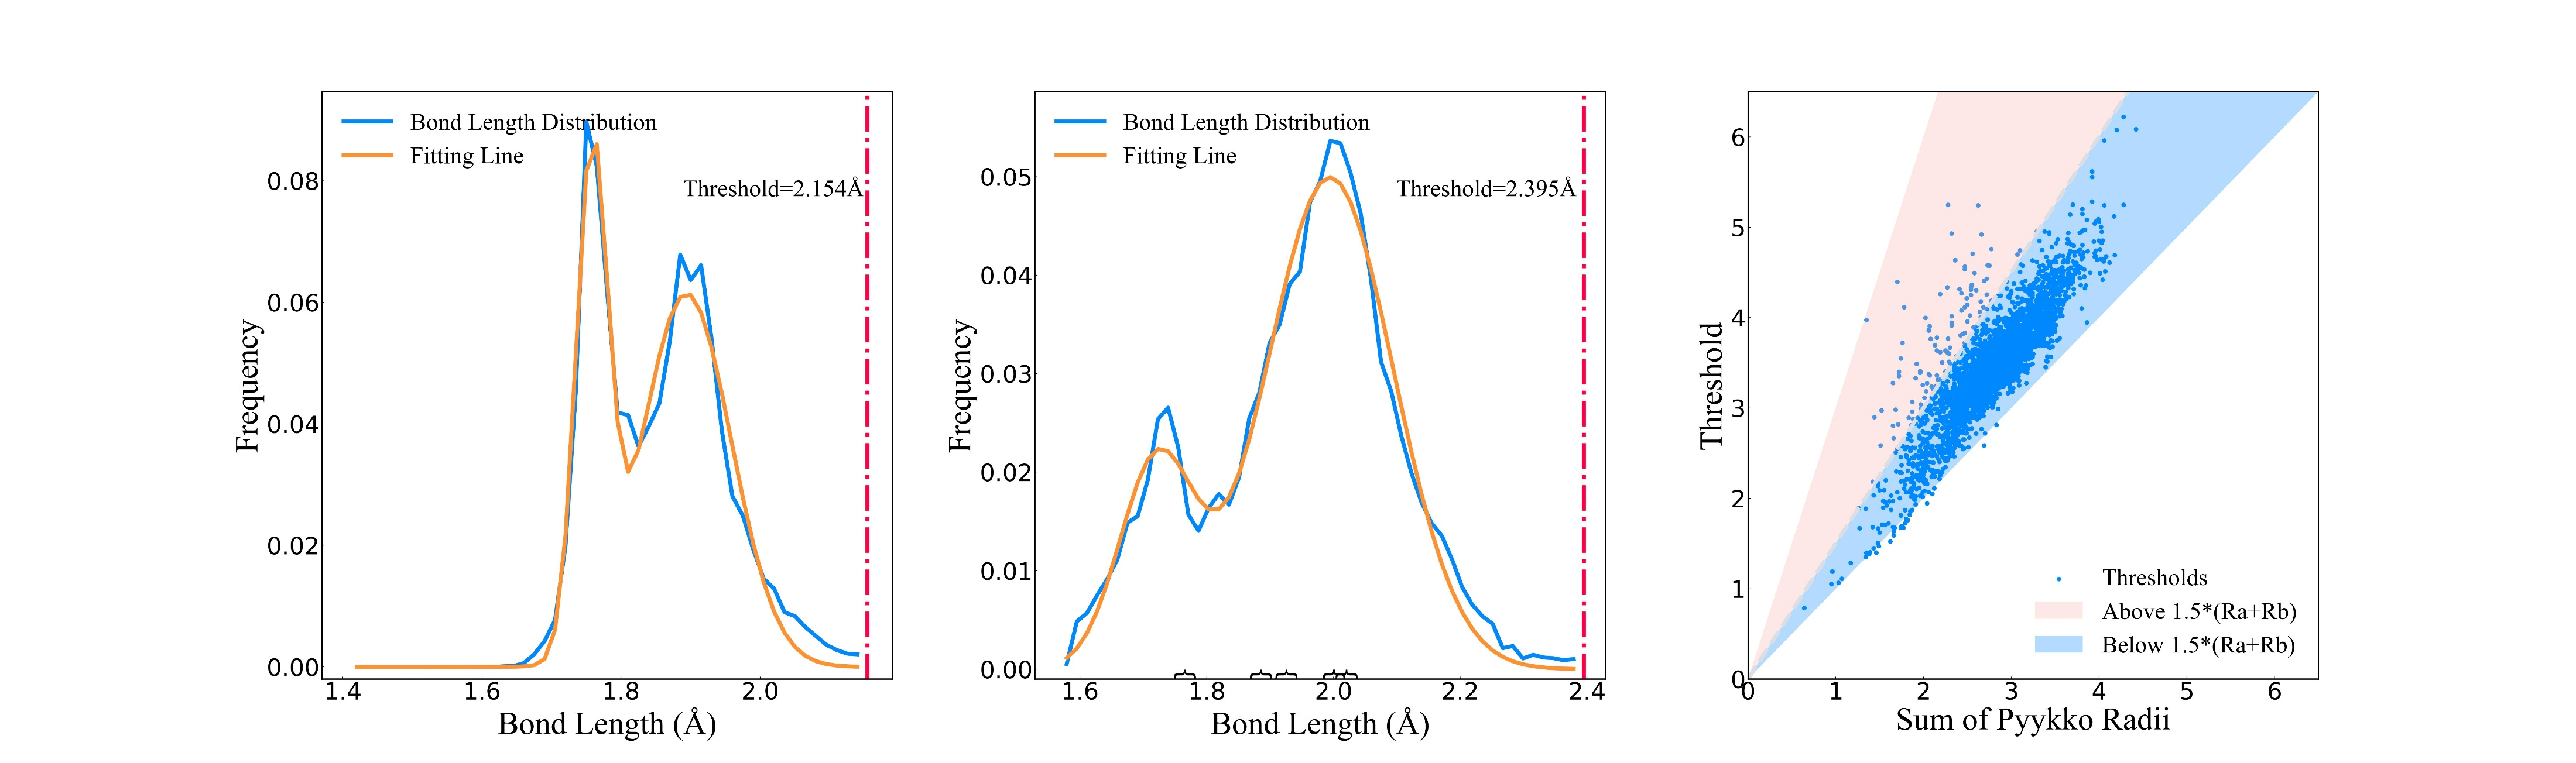 Bond Length Distribution
Fitting Line
Threshold=2.154Å
0.08
0.06
0.04
0.02
0.00
Frequency
1.4 1.6 1.8 2.0
Bond Length (Å)
Bond Length Distribution
Fitting Line
Threshold=2.395Å
0.05
0.04
0.03
0.02
0.01
0.00
Frequency
1.6 1.8 2.0 2.2 2.4
Bond Length (Å)
6
5
4
3
2
1
0
Threshold
Thresholds
Above 1.5*(Ra+Rb)
Below 1.5*(Ra+Rb)
0 1 2 3 4 5 6
Sum of Pyykko Radii